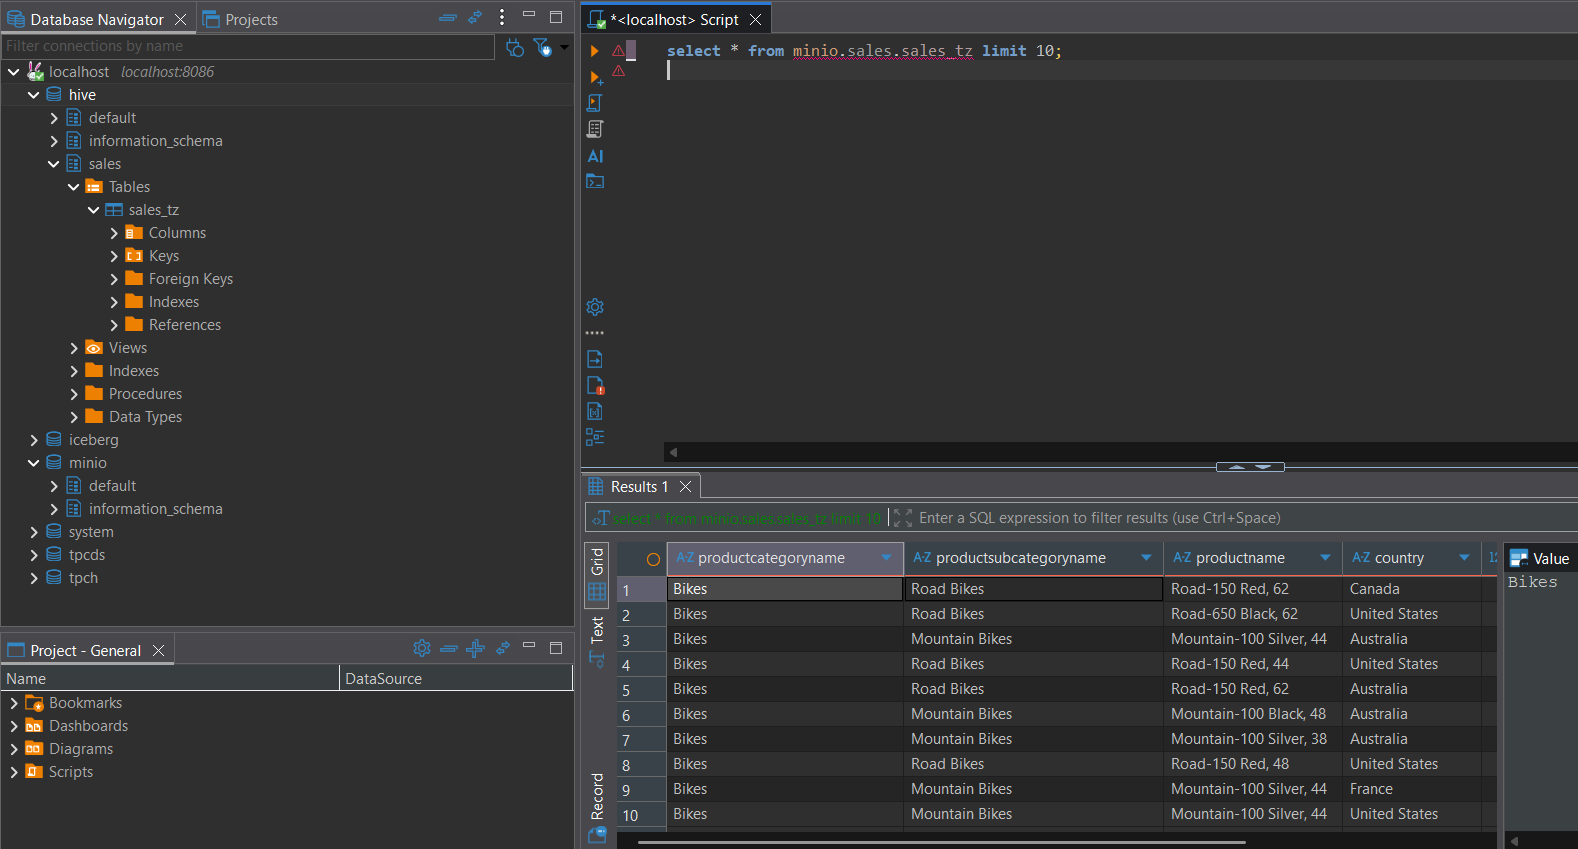 Database Navigator
Projects
Filter connections by name
localhost localhost:8086
hive
default
information_schema
sales
Tables
sales_tz
Columns
Keys
Foreign Keys
Indexes
References
Views
Indexes
Procedures
Data Types
iceberg
minio
default
information_schema
system
tpcds
tpch
Project - General
Name DataSource
Bookmarks
Dashboards
Diagrams
Scripts
*<localhost> Script
select * from minio.sales.sales_tz limit 10;
AI
Results 1
select * from minio.sales.sales_tz limit 10
Enter a SQL expression to filter results (use Ctrl+Space)
Grid
Text
Record
A-Z productcategoryname A-Z productsubcategoryname A-Z productname A-Z country
1 Bikes Road Bikes Road-150 Red, 62 Canada
2 Bikes Road Bikes Road-650 Black, 62 United States
3 Bikes Mountain Bikes Mountain-100 Silver, 44 Australia
4 Bikes Road Bikes Road-150 Red, 44 United States
5 Bikes Road Bikes Road-150 Red, 62 Australia
6 Bikes Mountain Bikes Mountain-100 Black, 48 Australia
7 Bikes Mountain Bikes Mountain-100 Silver, 38 Australia
8 Bikes Road Bikes Road-150 Red, 48 United States
9 Bikes Mountain Bikes Mountain-100 Silver, 44 France
10 Bikes Mountain Bikes Mountain-100 Silver, 44 United States
Value
Bikes